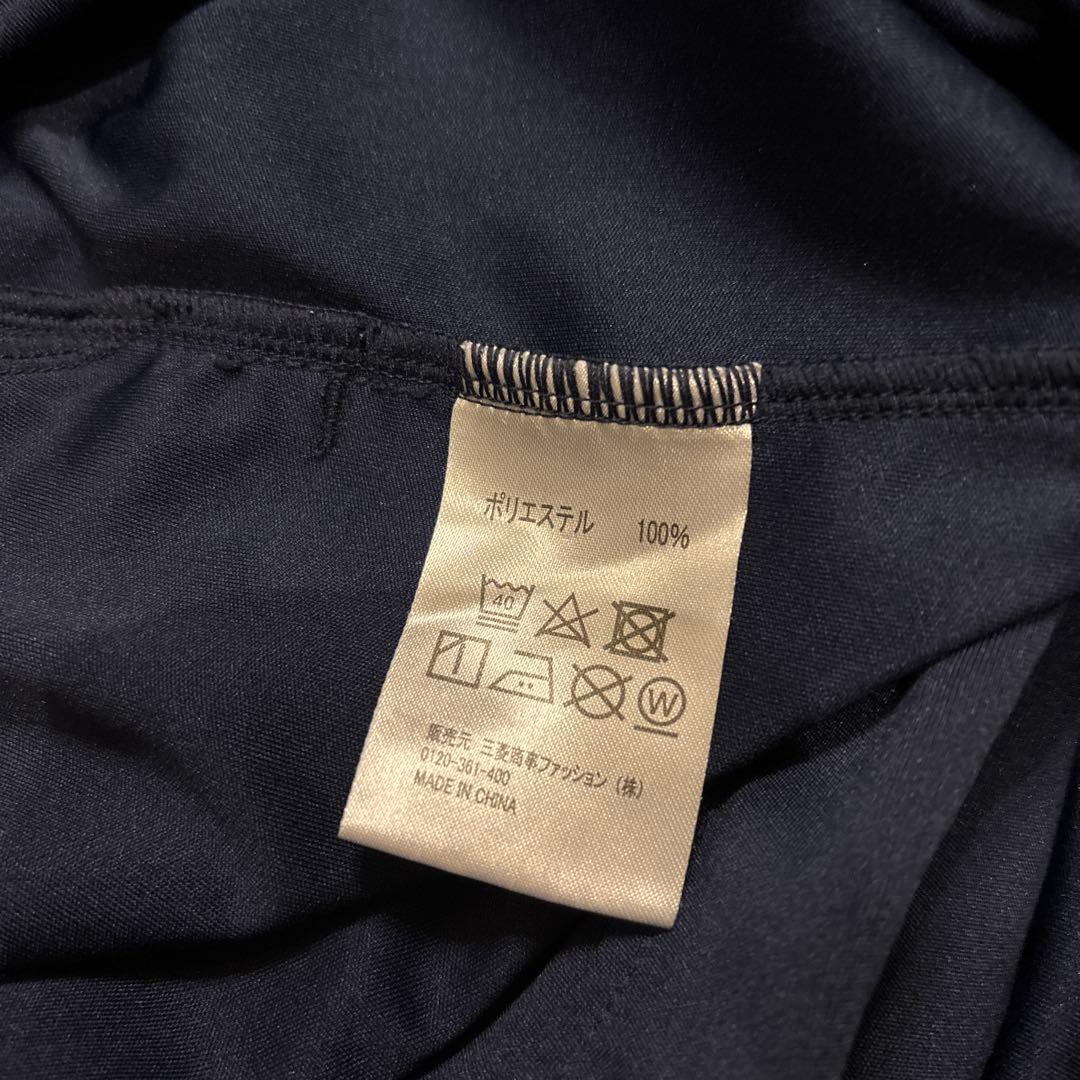 ポリエステル 100%
40
W
販売元 三菱商事ファッション(株)
0120-361-400
MADE IN CHINA